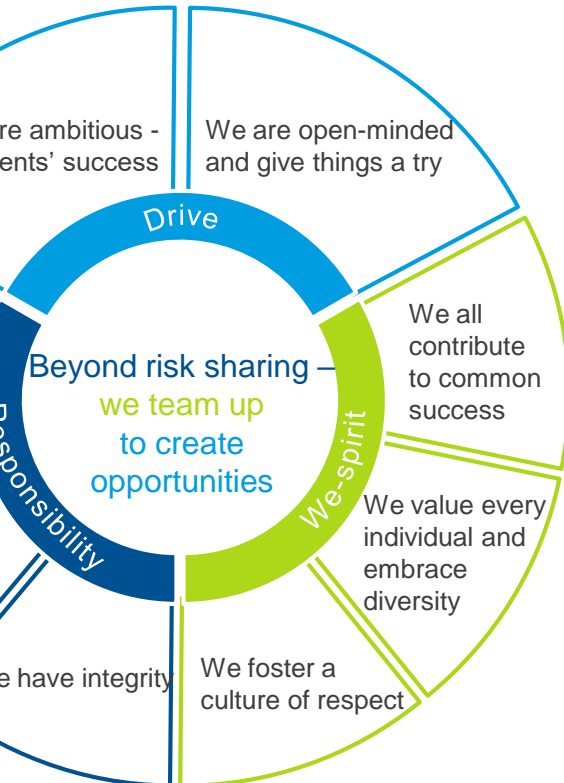 ambitious -
success
We are open-minded
and give things a try
Drive
We all
contribute
to common
success
Beyond risk sharing –
we team up
to create
opportunities
We-spirit
Responsibility
We value every
individual and
embrace
diversity
have integrity
We foster a
culture of respect